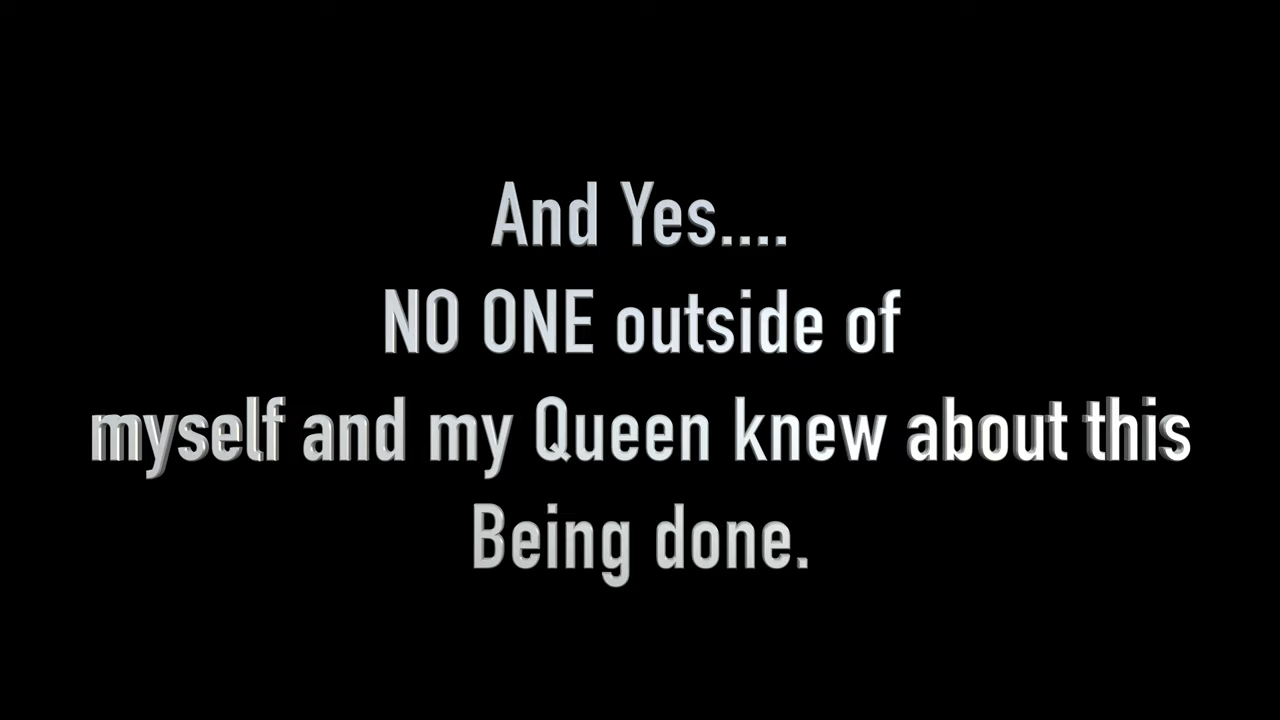 And Yes....
NO ONE outside of
myself and my Queen knew about this
Being done.